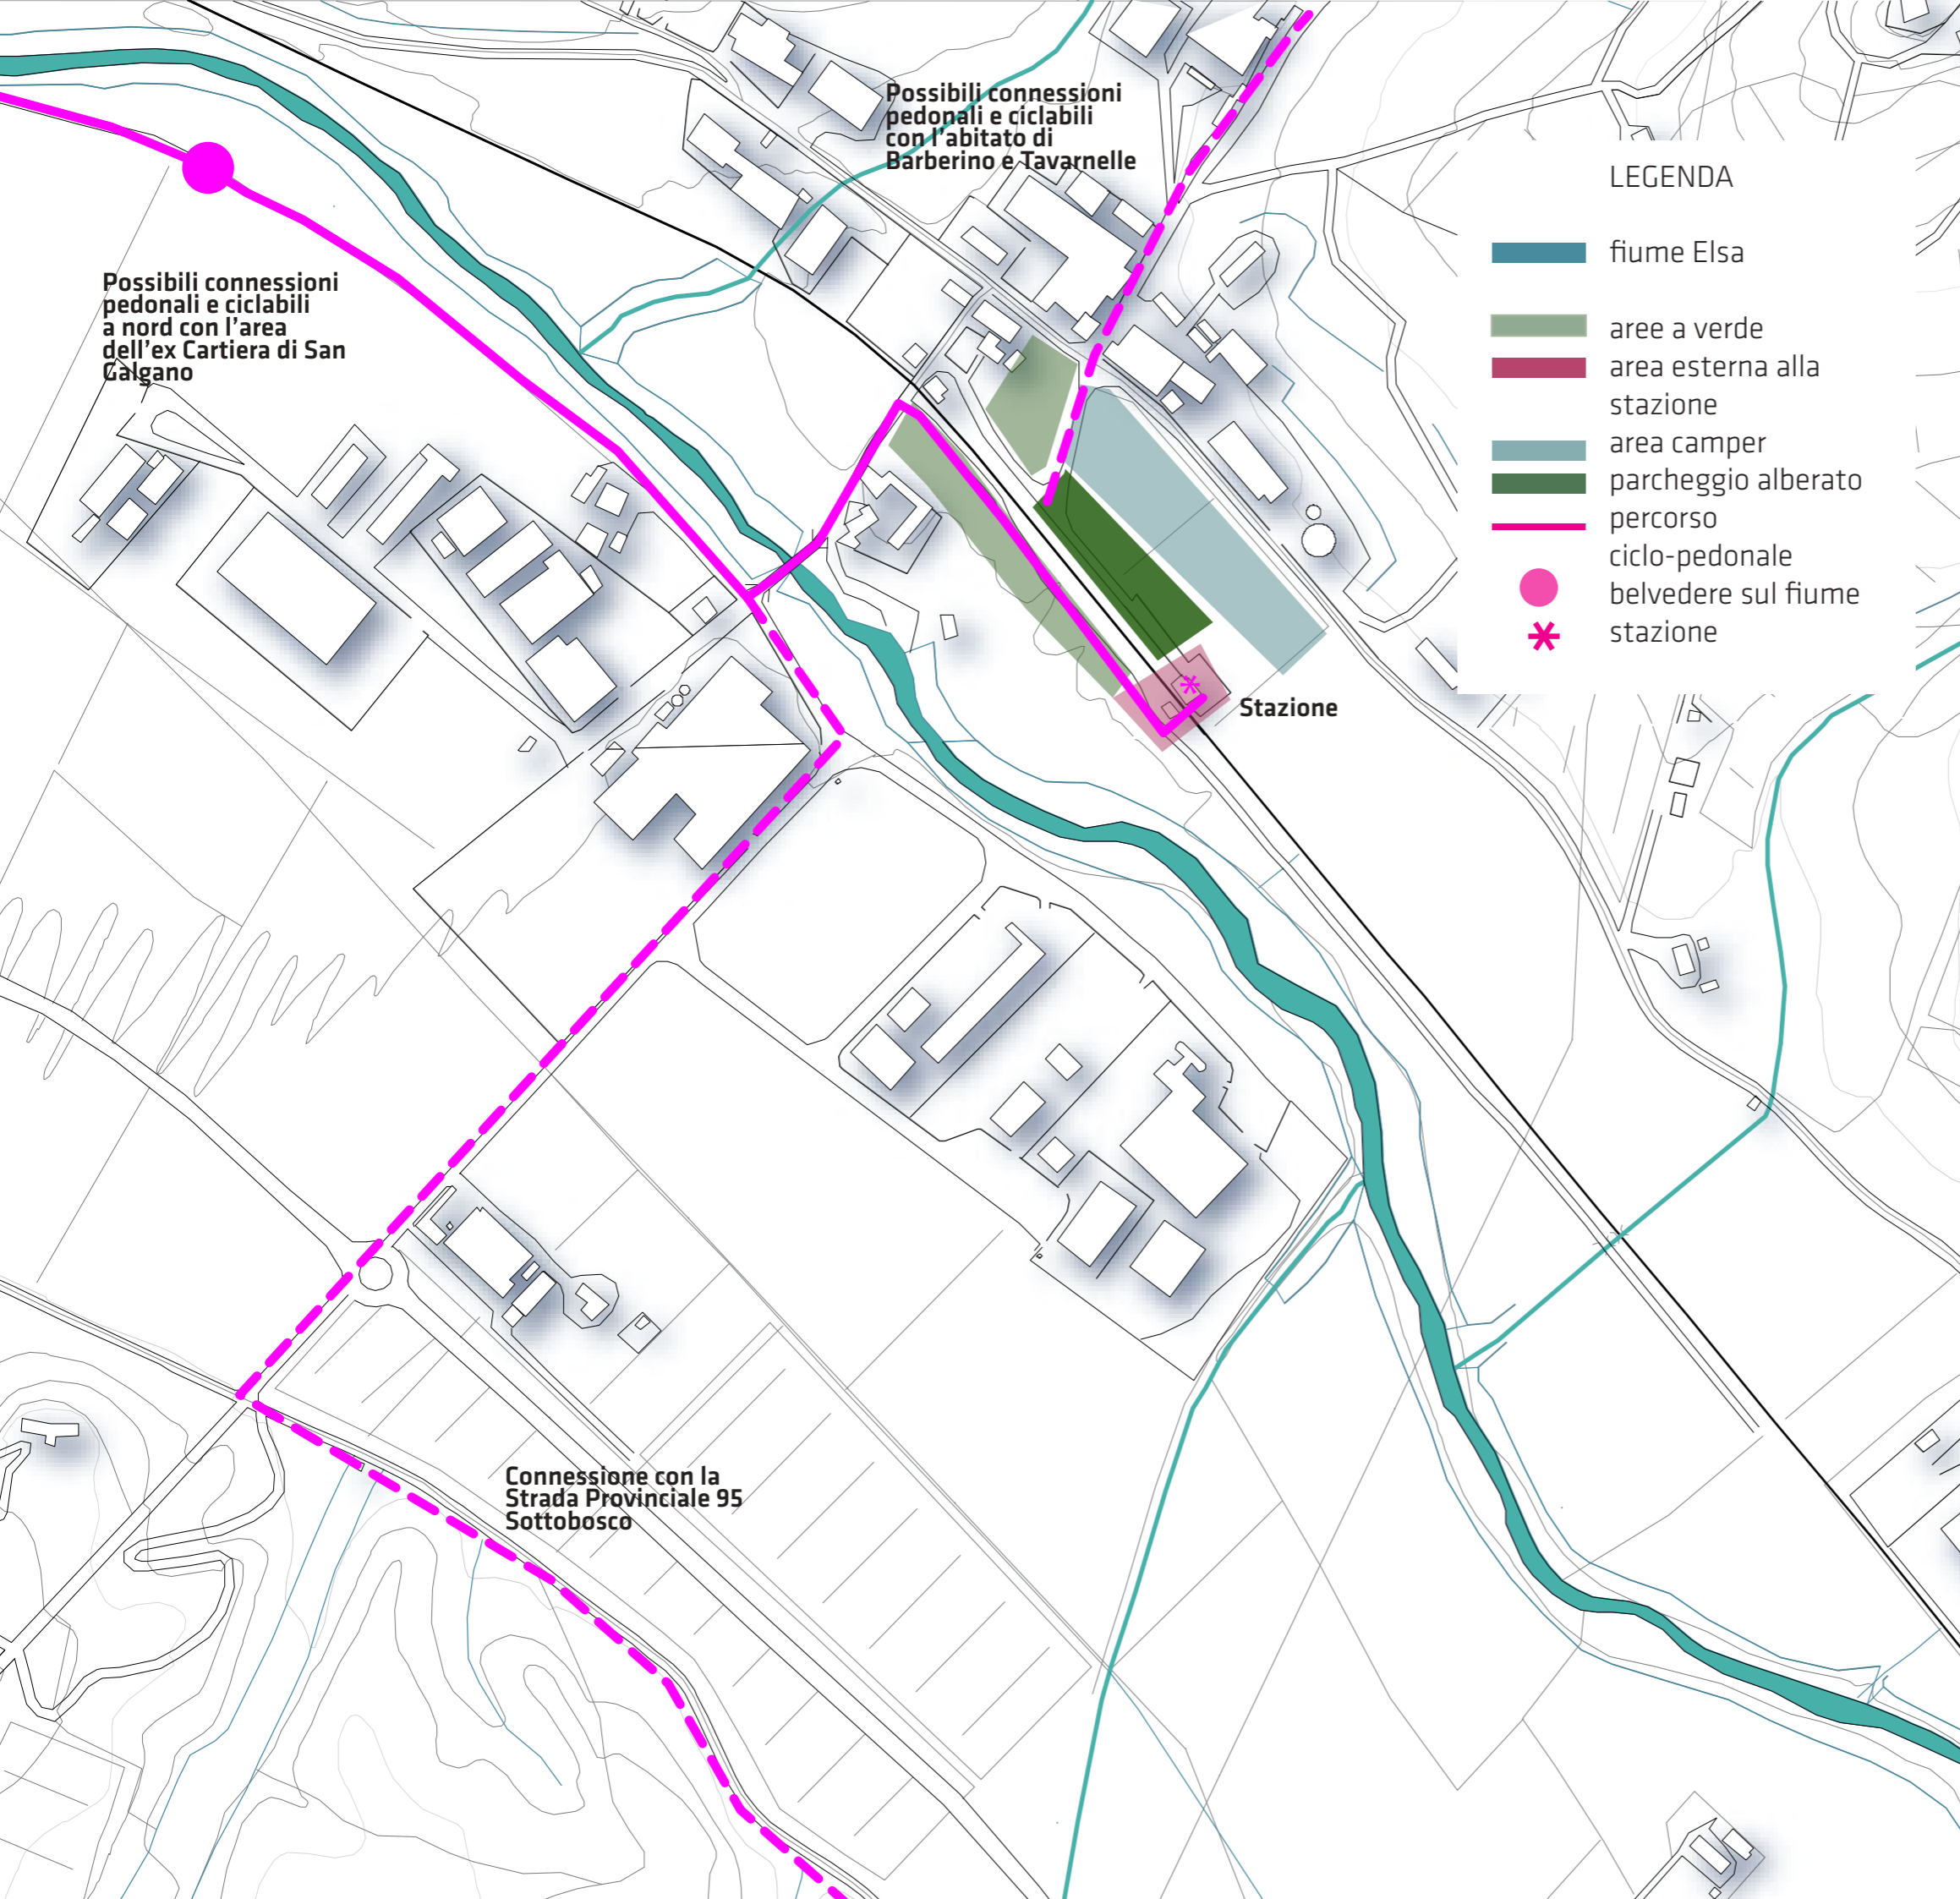 Possibili connessioni
pedonali e ciclabili
con l'abitato di
Barberino e Tavarnelle
LEGENDA
fiume Elsa
aree a verde
area esterna alla
stazione
area camper
parcheggio alberato
percorso
ciclo-pedonale
belvedere sul fiume
stazione
Possibili connessioni
pedonali e ciclabili
a nord con l'area
dell'ex Cartiera di San
Galgano
Stazione
Connessione con la
Strada Provinciale 95
Sottobosco